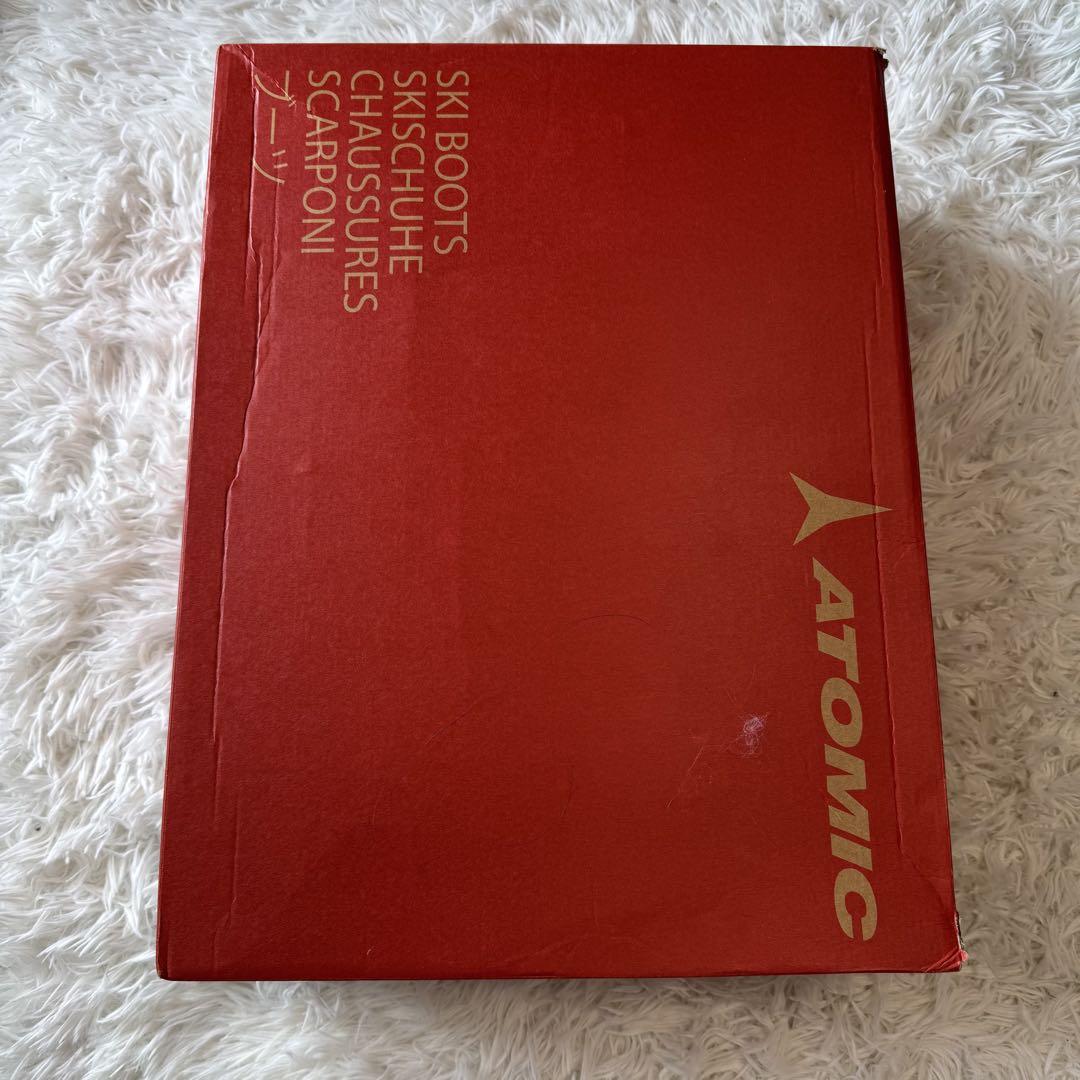 SKI BOOTS
SKISCHUHE
CHAUSSURES
SCARPONI
ブーツ
ATOMIC